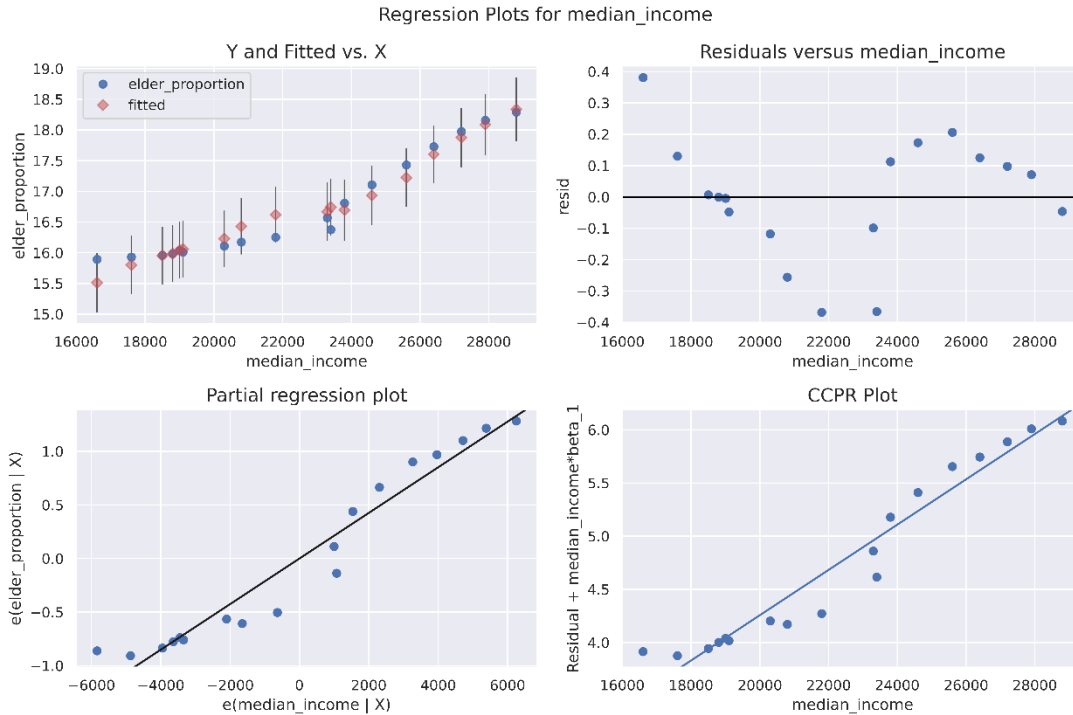 Regression Plots for median_income
Y and Fitted vs. X
elder_proportion
fitted
19.0
18.5
18.0
17.5
17.0
16.5
16.0
15.5
15.0
elder_proportion
16000 18000 20000 22000 24000 26000 28000
median_income
Residuals versus median_income
0.4
0.3
0.2
0.1
0.0
−0.1
−0.2
−0.3
−0.4
resid
16000 18000 20000 22000 24000 26000 28000
median_income
Partial regression plot
1.0
0.5
0.0
−0.5
−1.0
e(elder_proportion | X)
−6000 −4000 −2000 0 2000 4000 6000
e(median_income | X)
CCPR Plot
6.0
5.5
5.0
4.5
4.0
Residual + median_income*beta_1
16000 18000 20000 22000 24000 26000 28000
median_income